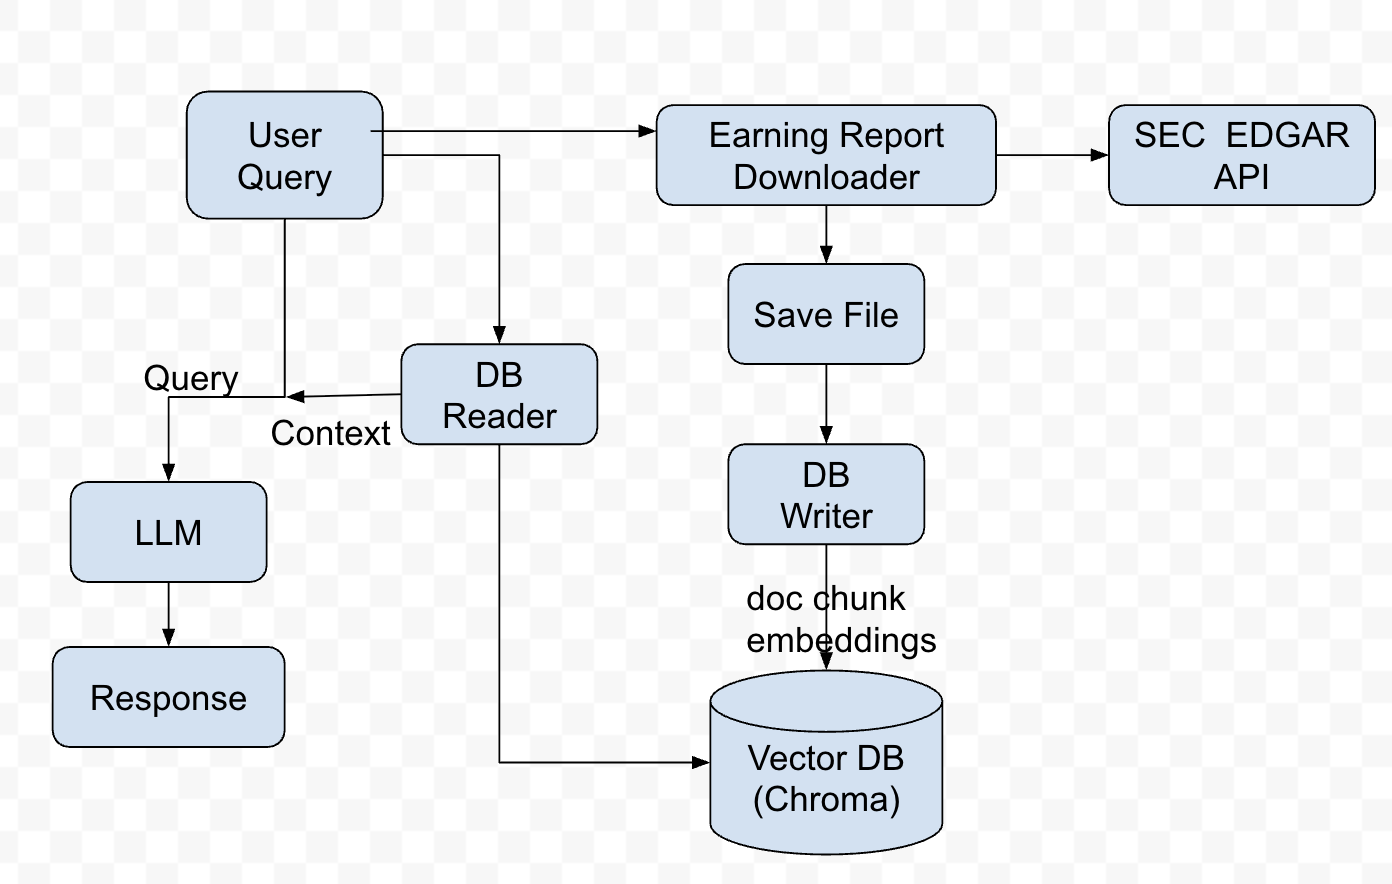 User
Query
Earning Report
Downloader
SEC  EDGAR
API
Save File
Query
DB
Reader
Context
DB
Writer
LLM
doc chunk
embeddings
Response
Vector DB
(Chroma)